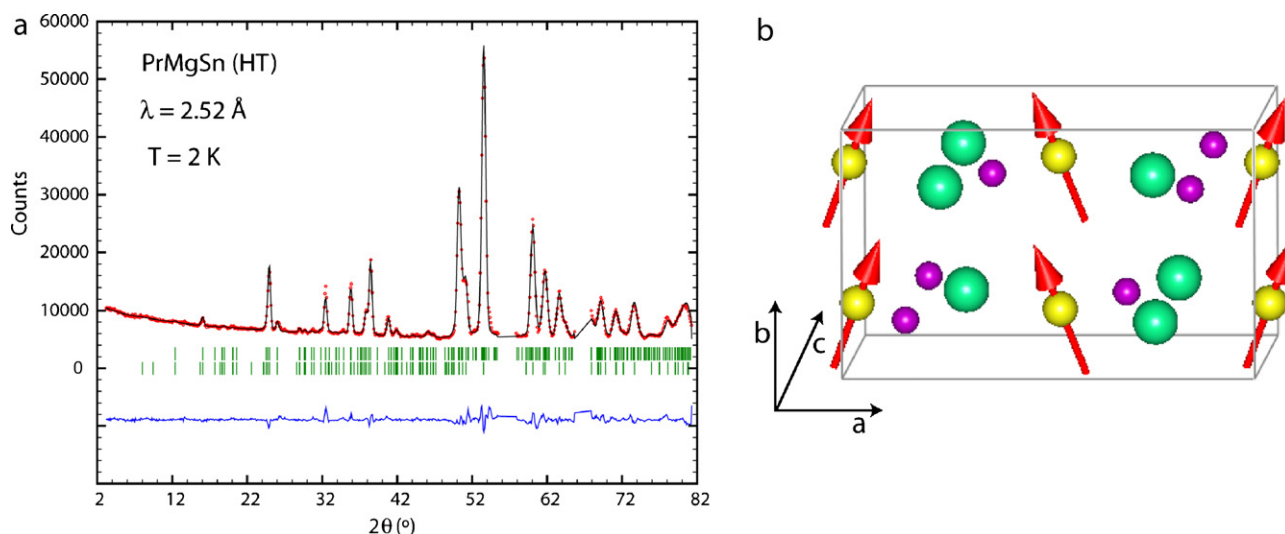 a
60000
PrMgSn (HT)
50000
λ = 2.52 Å
T = 2 K
40000
30000
20000
10000
0
Counts
2 12 22 32 42 52 62 72 82
2θ (º)
b
b
c
a